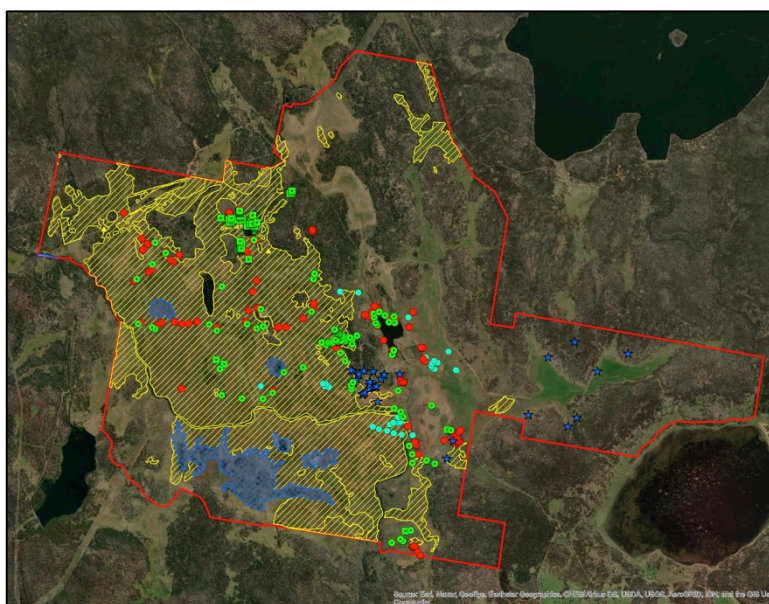 Source: Esri, Maxar, GeoEye, Earthstar Geographics, CNES/Airbus DS, USDA, USGS, AeroGRID, IGN, and the GIS User
Community